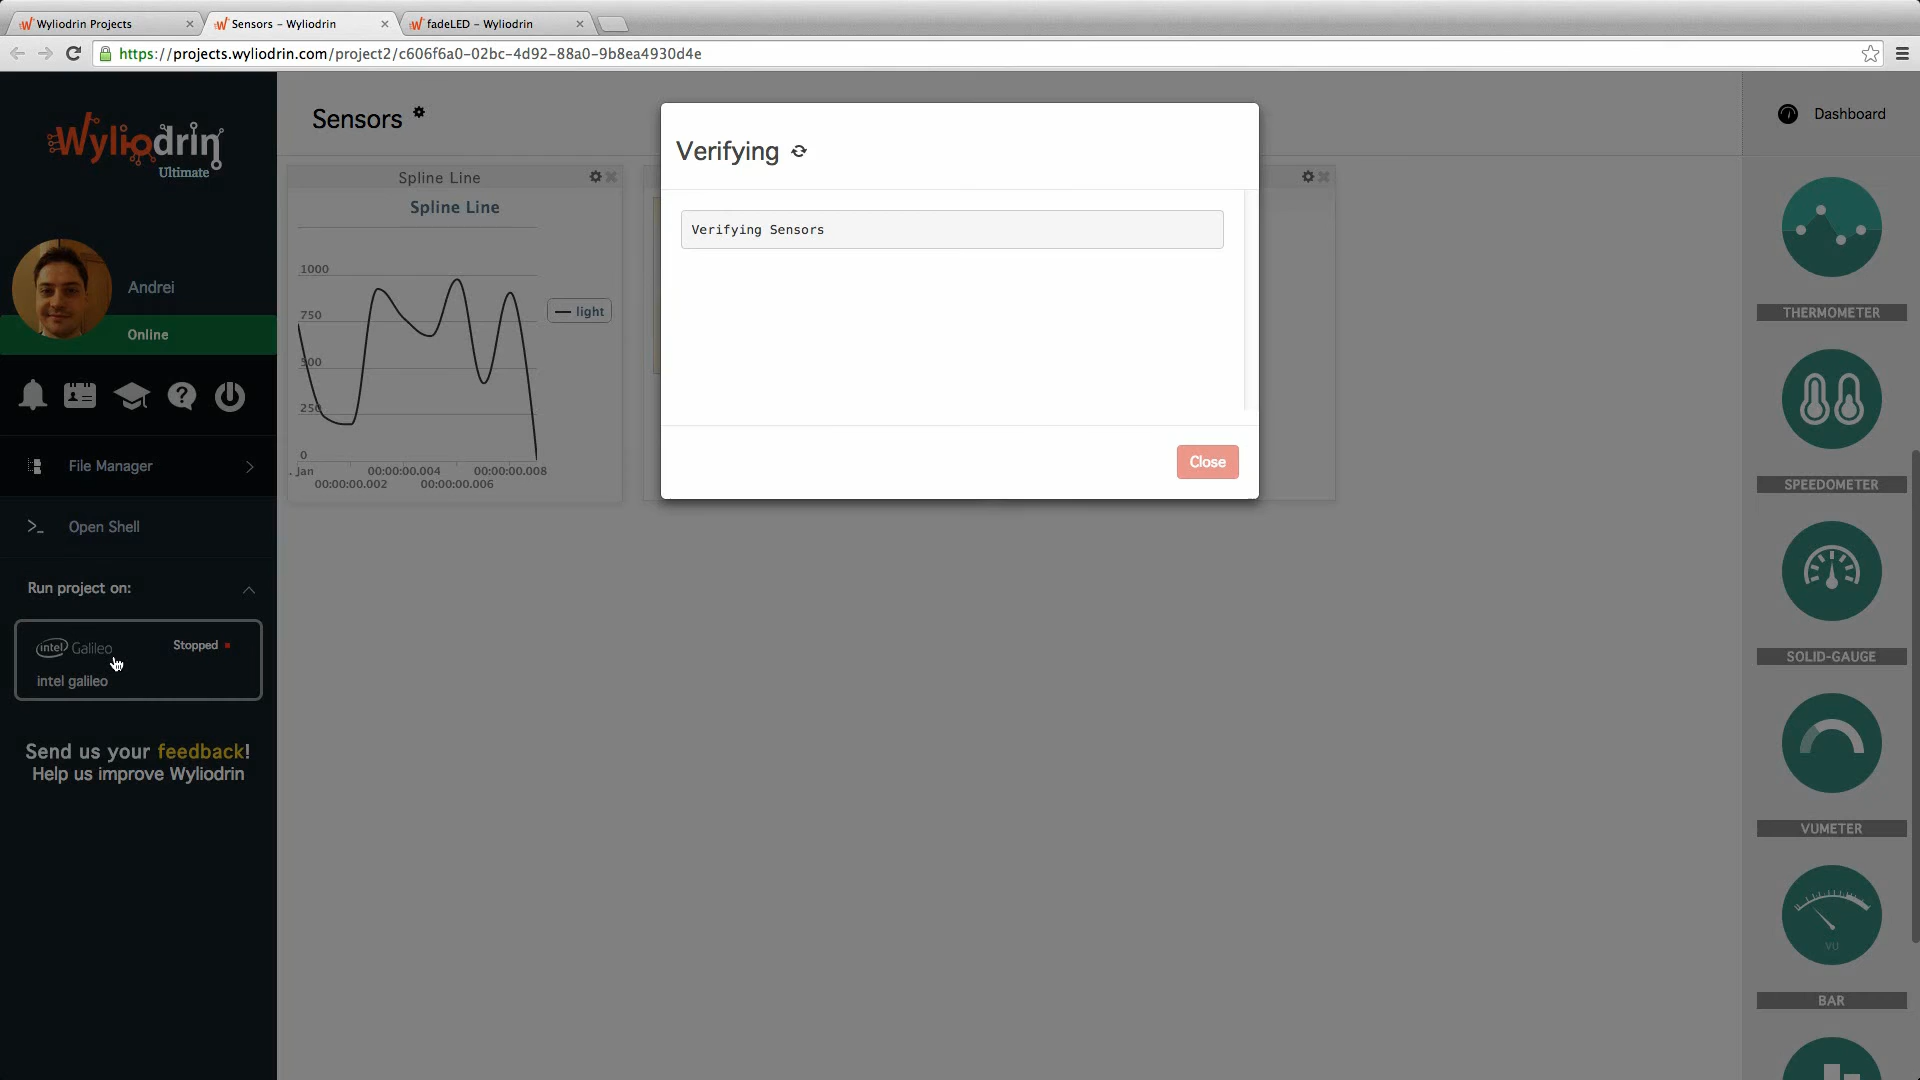 Wyliodrin Projects
Sensors - Wyliodrin
fadeLED - Wyliodrin
https://projects.wyliodrin.com/project2/c606f6a0-02bc-4d92-88a0-9b8ea4930d4e
Wyliodrin
Ultimate
Andrei
Online
File Manager
Open Shell
Run project on:
intel Galileo
Stopped
intel galileo
Send us your feedback!
Help us improve Wyliodrin
Sensors
Spline Line
Spline Line
1000
750
500
250
0
light
. Jan
00:00:00.004
00:00:00.008
00:00:00.002
00:00:00.006
Verifying
Verifying Sensors
Close
Dashboard
THERMOMETER
SPEEDOMETER
SOLID-GAUGE
VUMETER
VU
BAR